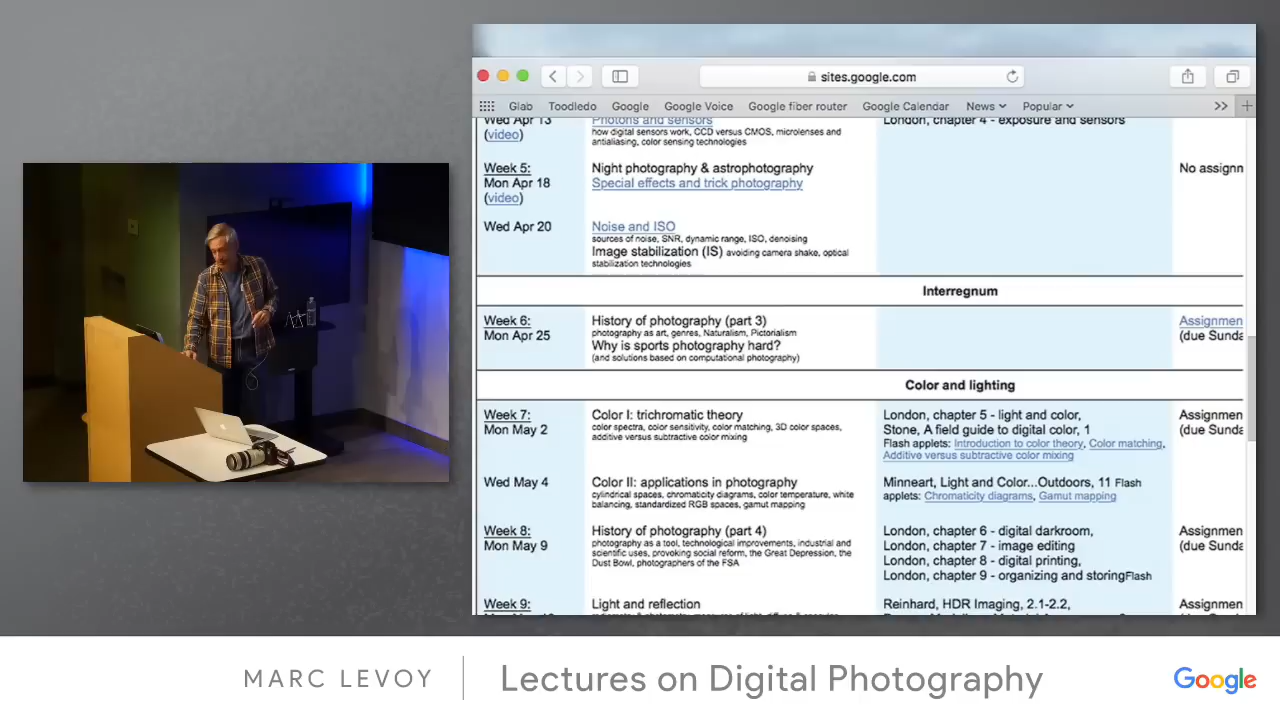 sites.google.com
Glab Toodledo Google Google Voice Google fiber router Google Calendar News Popular >>
Wed Apr 13
(video)
Photons and sensors
how digital sensors work, CCD versus CMOS, microlenses and
antialiasing, color sensing technologies
London, chapter 4 - exposure and sensors
Week 5:
Mon Apr 18
(video)
Night photography & astrophotography
Special effects and trick photography
No assignn
Wed Apr 20
Noise and ISO
sources of noise, SNR, dynamic range, ISO, denoising
Image stabilization (IS) avoiding camera shake, optical
stabilization technologies
Interregnum
Week 6:
Mon Apr 25
History of photography (part 3)
photography as art, genres, Naturalism, Pictorialism
Why is sports photography hard?
(and solutions based on computational photography)
Assignmen
(due Sunda
Color and lighting
Week 7:
Mon May 2
Color I: trichromatic theory
color spectra, color sensitivity, color matching, 3D color spaces,
additive versus subtractive color mixing
London, chapter 5 - light and color,
Stone, A field guide to digital color, 1
Flash applets: Introduction to color theory, Color matching,
Additive versus subtractive color mixing
Assignmen
(due Sunda
Wed May 4
Color II: applications in photography
cylindrical spaces, chromaticity diagrams, color temperature, white
balancing, standardized RGB spaces, gamut mapping
Minneart, Light and Color...Outdoors, 11 Flash
applets: Chromaticity diagrams, Gamut mapping
Week 8:
Mon May 9
History of photography (part 4)
photography as a tool, technological improvements, industrial and
scientific uses, provoking social reform, the Great Depression, the
Dust Bowl, photographers of the FSA
London, chapter 6 - digital darkroom,
London, chapter 7 - image editing
London, chapter 8 - digital printing,
London, chapter 9 - organizing and storingFlash
Assignmen
(due Sunda
Week 9:
Light and reflection
Reinhard, HDR Imaging, 2.1-2.2,
Assignmen
MARC LEVOY
Lectures on Digital Photography
Google